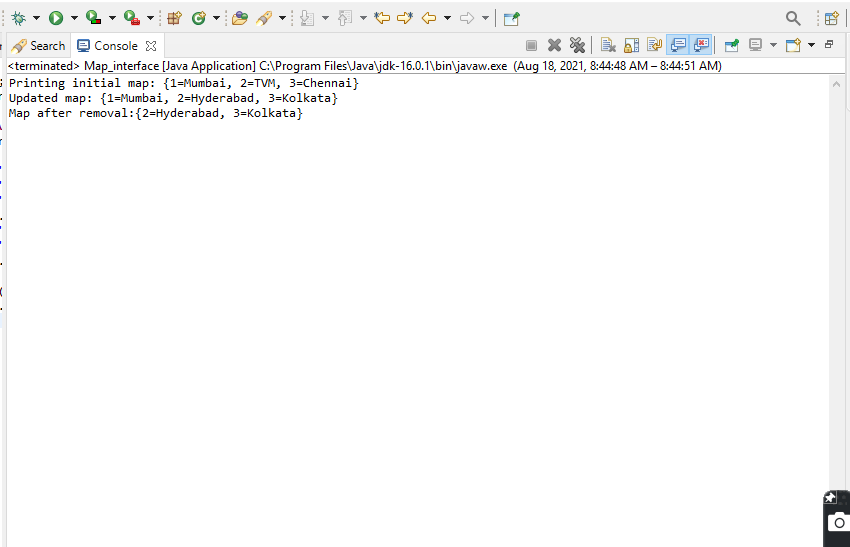 Search Console
<terminated> Map_interface [Java Application] C:\Program Files\Java\jdk-16.0.1\bin\javaw.exe (Aug 18, 2021, 8:44:48 AM – 8:44:51 AM)
Printing initial map: {1=Mumbai, 2=TVM, 3=Chennai}
Updated map: {1=Mumbai, 2=Hyderabad, 3=Kolkata}
Map after removal:{2=Hyderabad, 3=Kolkata}